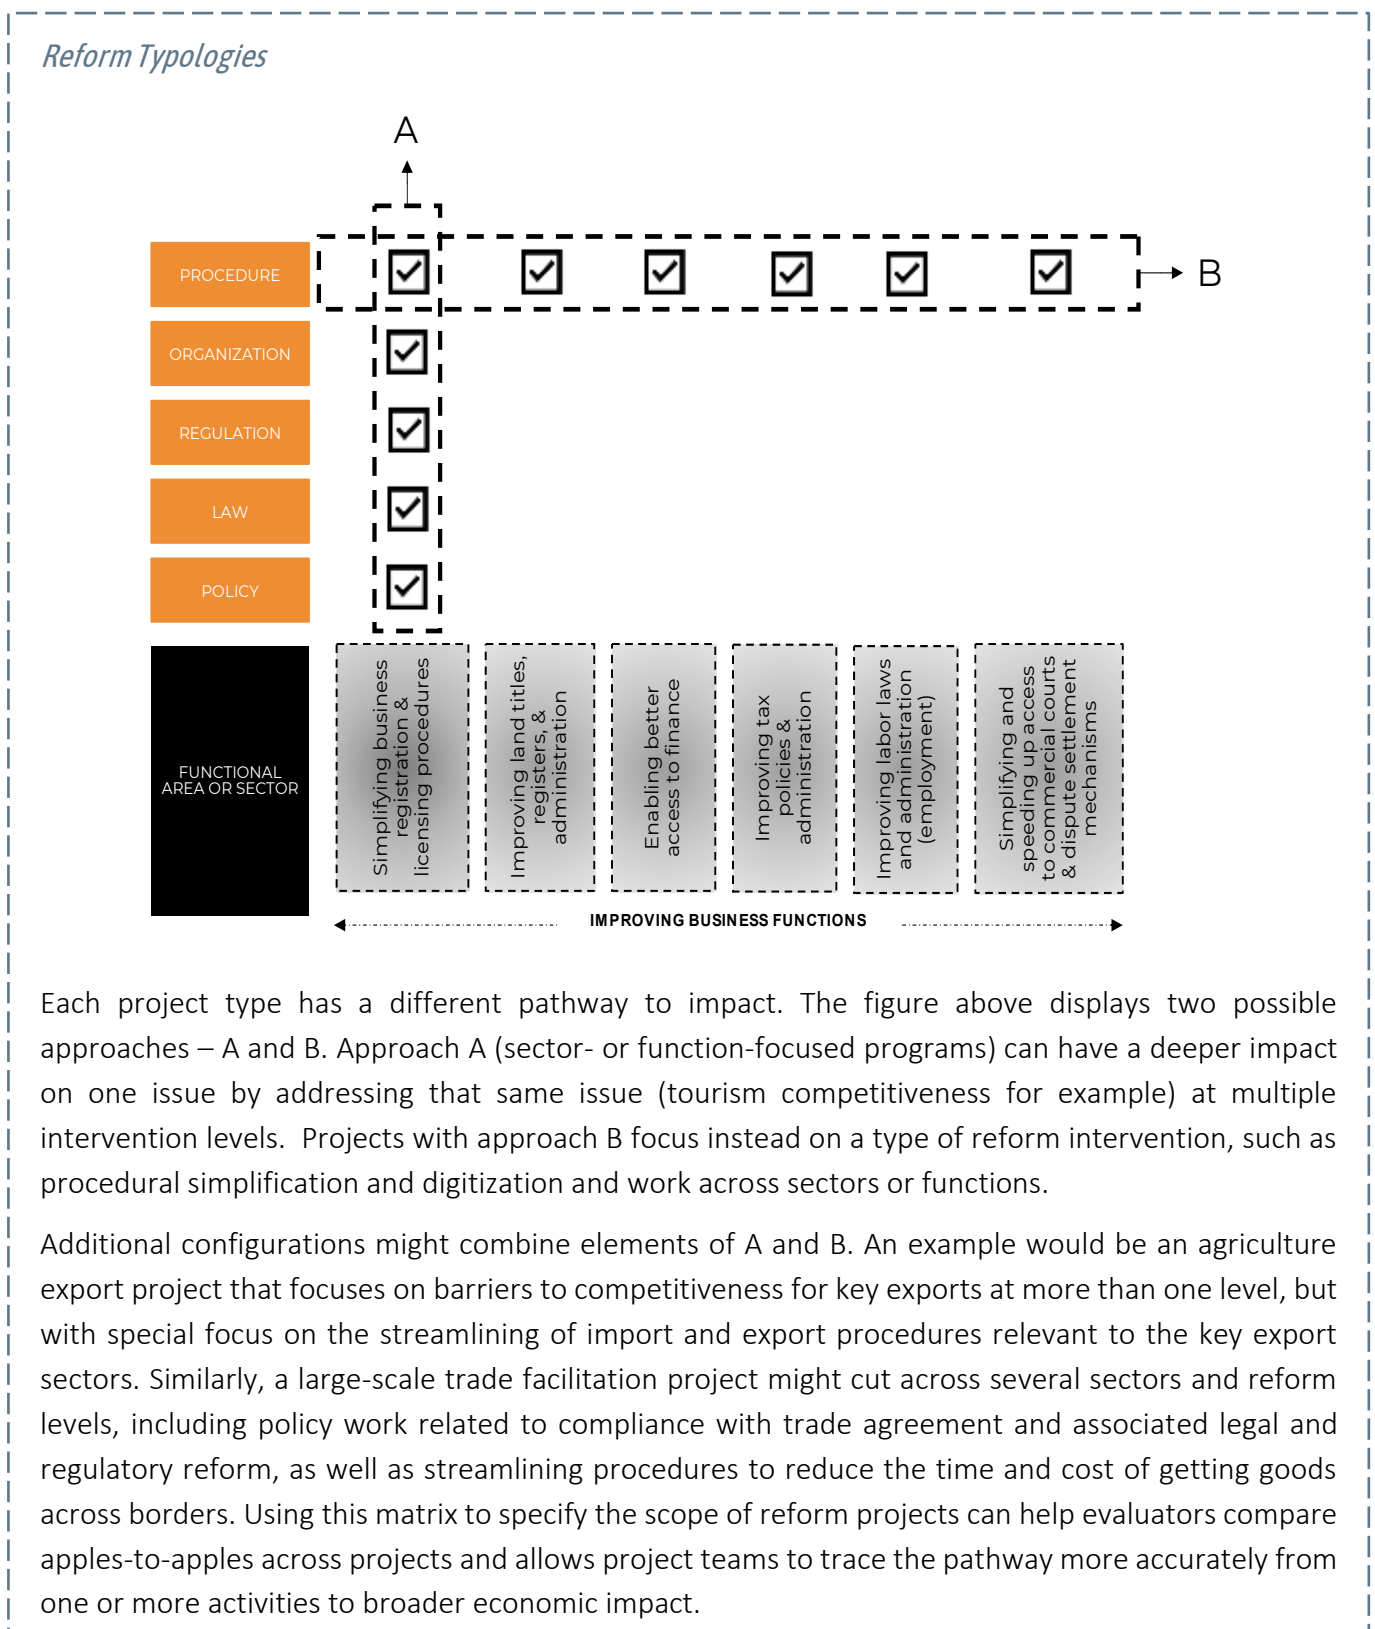 Reform Typologies
A
PROCEDURE
B
ORGANIZATION
REGULATION
LAW
POLICY
FUNCTIONAL
AREA OR SECTOR
Simplifying business
registration &
licensing procedures
Improving land titles,
registers, &
administration
Enabling better
access to finance
Improving tax
policies &
administration
Improving labor laws
and administration
(employment)
Simplifying and
speeding up access
to commercial courts
& dispute settlement
mechanisms
IMPROVING BUSINESS FUNCTIONS
Each project type has a different pathway to impact. The figure above displays two possible
approaches – A and B. Approach A (sector- or function-focused programs) can have a deeper impact
on one issue by addressing that same issue (tourism competitiveness for example) at multiple
intervention levels.  Projects with approach B focus instead on a type of reform intervention, such as
procedural simplification and digitization and work across sectors or functions.
Additional configurations might combine elements of A and B. An example would be an agriculture
export project that focuses on barriers to competitiveness for key exports at more than one level, but
with special focus on the streamlining of import and export procedures relevant to the key export
sectors. Similarly, a large-scale trade facilitation project might cut across several sectors and reform
levels, including policy work related to compliance with trade agreement and associated legal and
regulatory reform, as well as streamlining procedures to reduce the time and cost of getting goods
across borders. Using this matrix to specify the scope of reform projects can help evaluators compare
apples-to-apples across projects and allows project teams to trace the pathway more accurately from
one or more activities to broader economic impact.